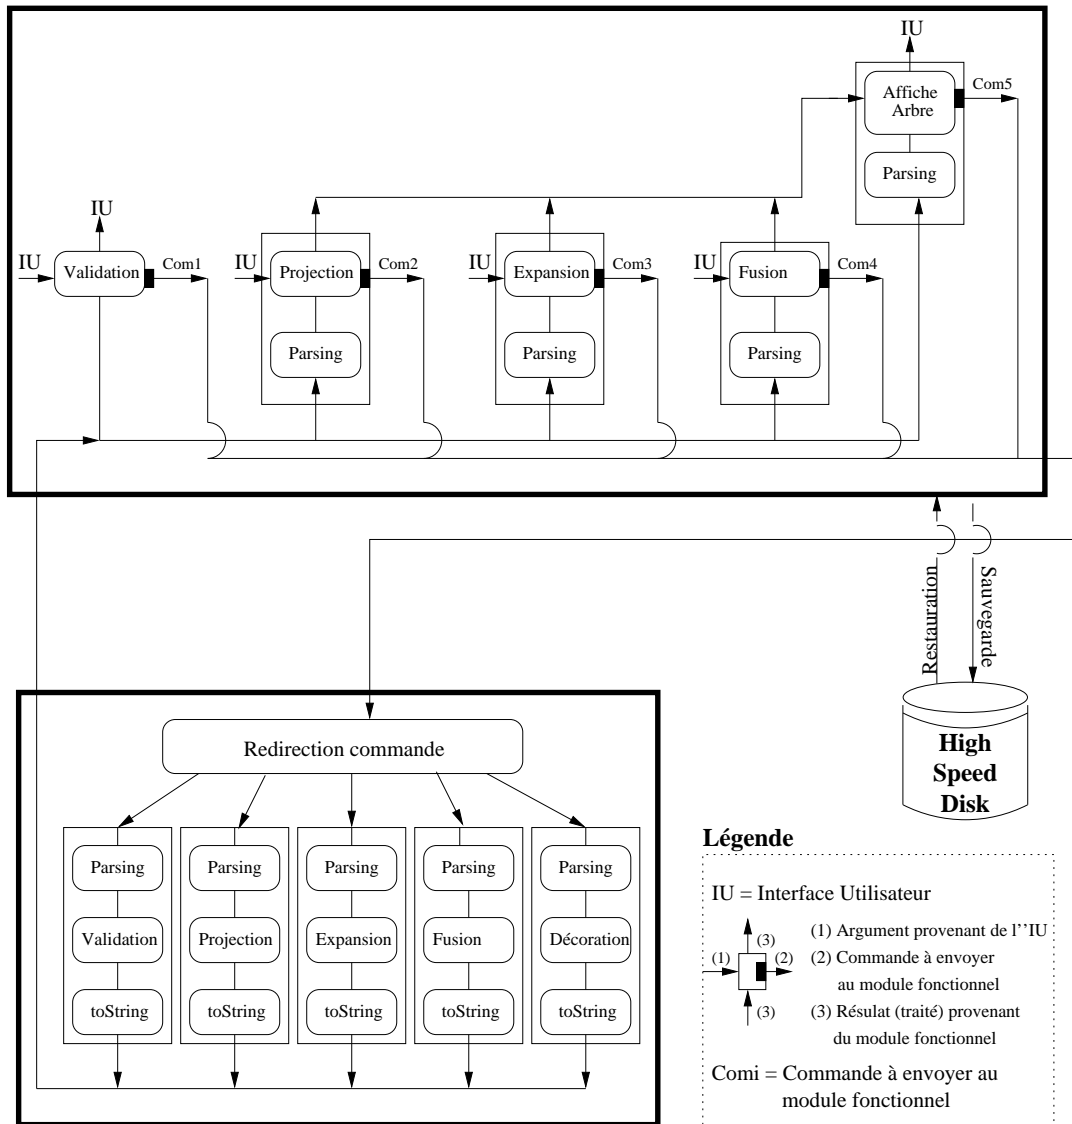 IU
Affiche
Arbre
Com5
Parsing
IU
IU
Validation
Com1
IU
Projection
Com2
IU
Expansion
Com3
IU
Fusion
Com4
Parsing
Parsing
Parsing
Restauration
Sauvegarde
High
Speed
Disk
Redirection commande
Parsing
Parsing
Parsing
Parsing
Parsing
Validation
Projection
Expansion
Fusion
Décoration
toString
toString
toString
toString
toString
Légende
IU = Interface Utilisateur
(3)
(1)
(2)
(3)
(1) Argument provenant de l''IU
(2) Commande à envoyer
au module fonctionnel
(3) Résulat (traité) provenant
du module fonctionnel
Comi = Commande à envoyer au
module fonctionnel